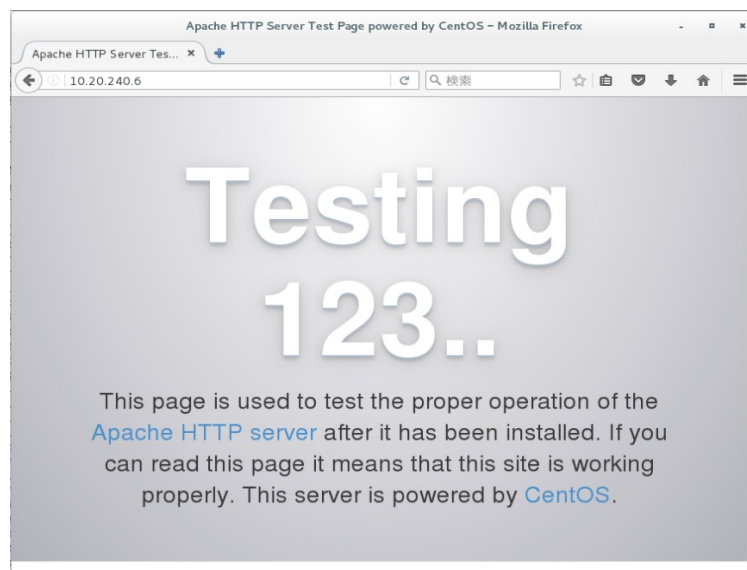 Apache HTTP Server Test Page powered by CentOS – Mozilla Firefox
Apache HTTP Server Tes...
10.20.240.6
検索
Testing
123..
This page is used to test the proper operation of the
Apache HTTP server after it has been installed. If you
can read this page it means that this site is working
properly. This server is powered by CentOS.